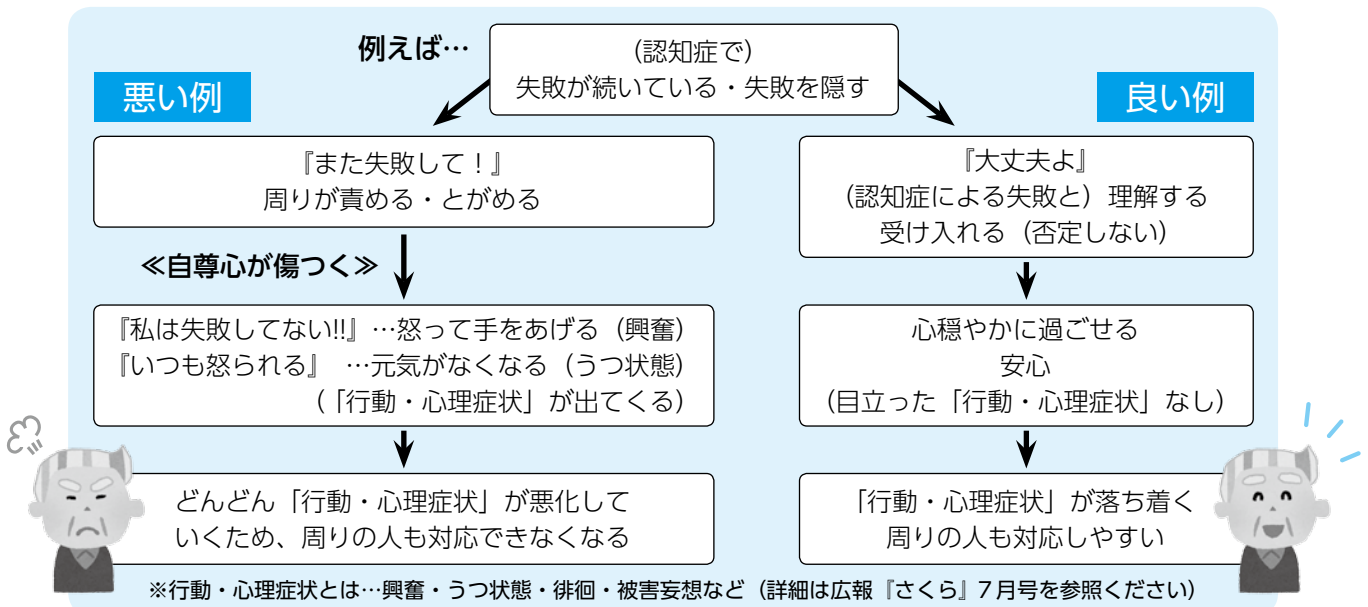 例えば…
(認知症で)
失敗が続いている・失敗を隠す
悪い例
『また失敗して！』
周りが責める・とがめる
≪自尊心が傷つく≫
『私は失敗してない!!』…怒って手をあげる（興奮）
『いつも怒られる』 …元気がなくなる（うつ状態）
（「行動・心理症状」が出てくる）
どんどん「行動・心理症状」が悪化して
いくため、周りの人も対応できなくなる
良い例
『大丈夫よ』
（認知症による失敗と）理解する
受け入れる（否定しない）
心穏やかに過ごせる
安心
（目立った「行動・心理症状」なし）
「行動・心理症状」が落ち着く
周りの人も対応しやすい
※行動・心理症状とは…興奮・うつ状態・徘徊・被害妄想など（詳細は広報『さくら』７月号を参照ください）